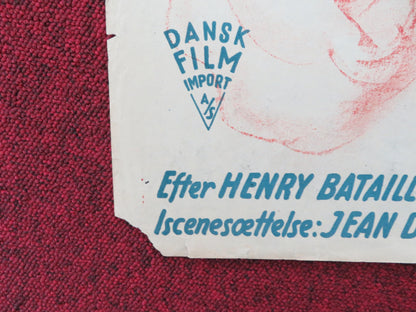 DANSK
FILM
IMPORT
A/S
Efter HENRY BATAILL
Iscenesættelse: JEAN D